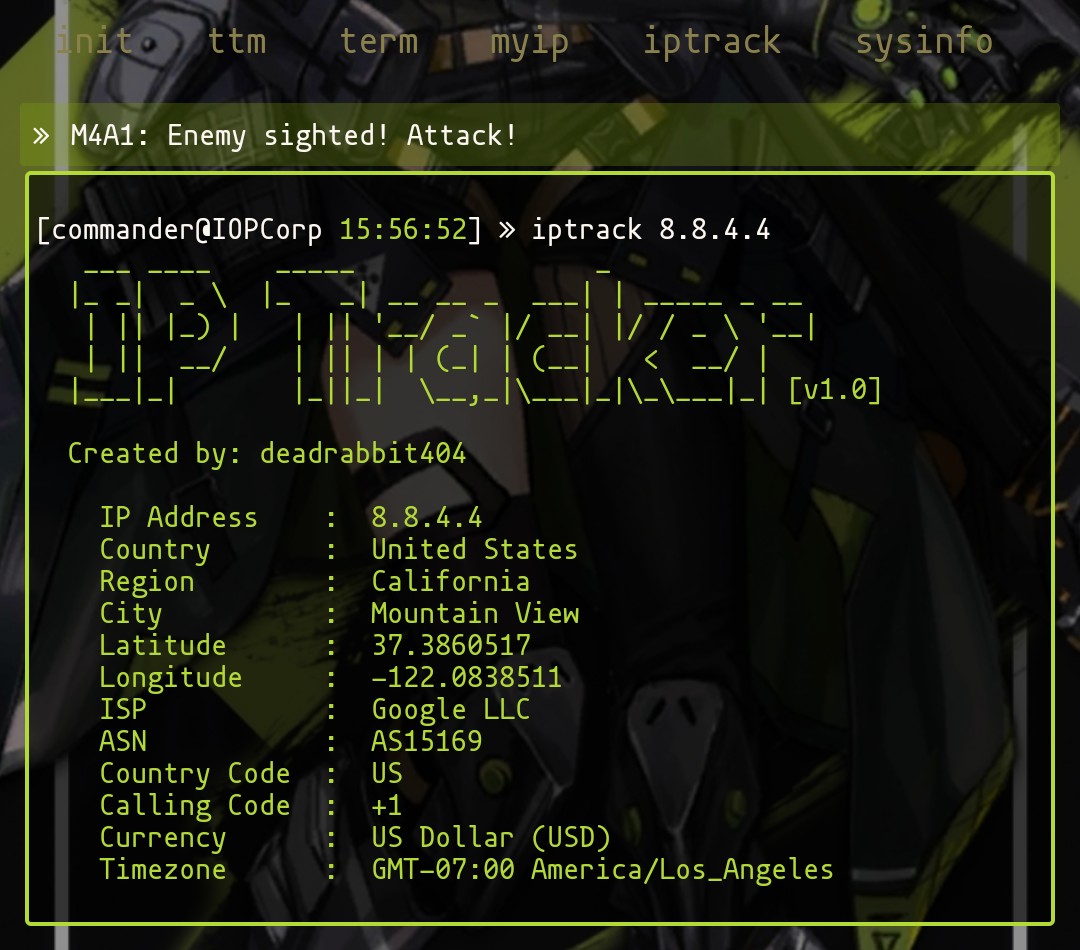 init ttm term myip iptrack sysinfo
» M4A1: Enemy sighted! Attack!
[commander@IOPCorp 15:56:52] » iptrack 8.8.4.4
IP Tracker [v1.0]
Created by: deadrabbit404
IP Address : 8.8.4.4
Country : United States
Region : California
City : Mountain View
Latitude : 37.3860517
Longitude : -122.0838511
ISP : Google LLC
ASN : AS15169
Country Code : US
Calling Code : +1
Currency : US Dollar (USD)
Timezone : GMT-07:00 America/Los_Angeles